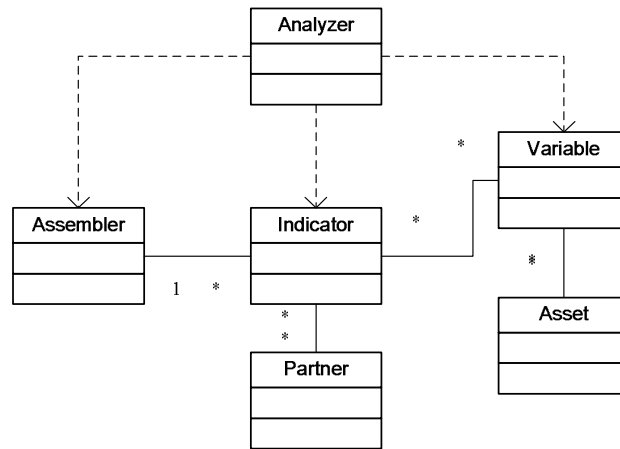 Analyzer
*
Variable
Assembler
Indicator
*
1 *
*
*
*
Asset
Partner